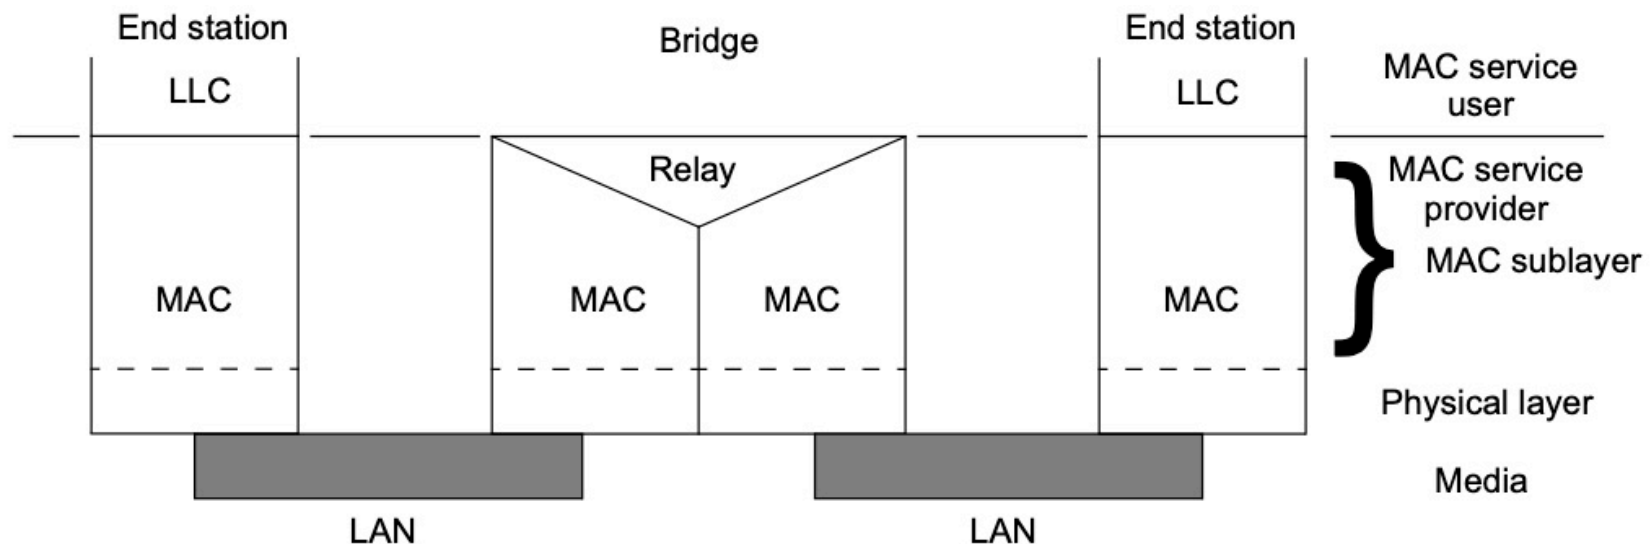 End station
Bridge
End station
LLC
LLC
MAC service
user
Relay
MAC service
provider
MAC sublayer
MAC
MAC
MAC
MAC
Physical layer
Media
LAN
LAN